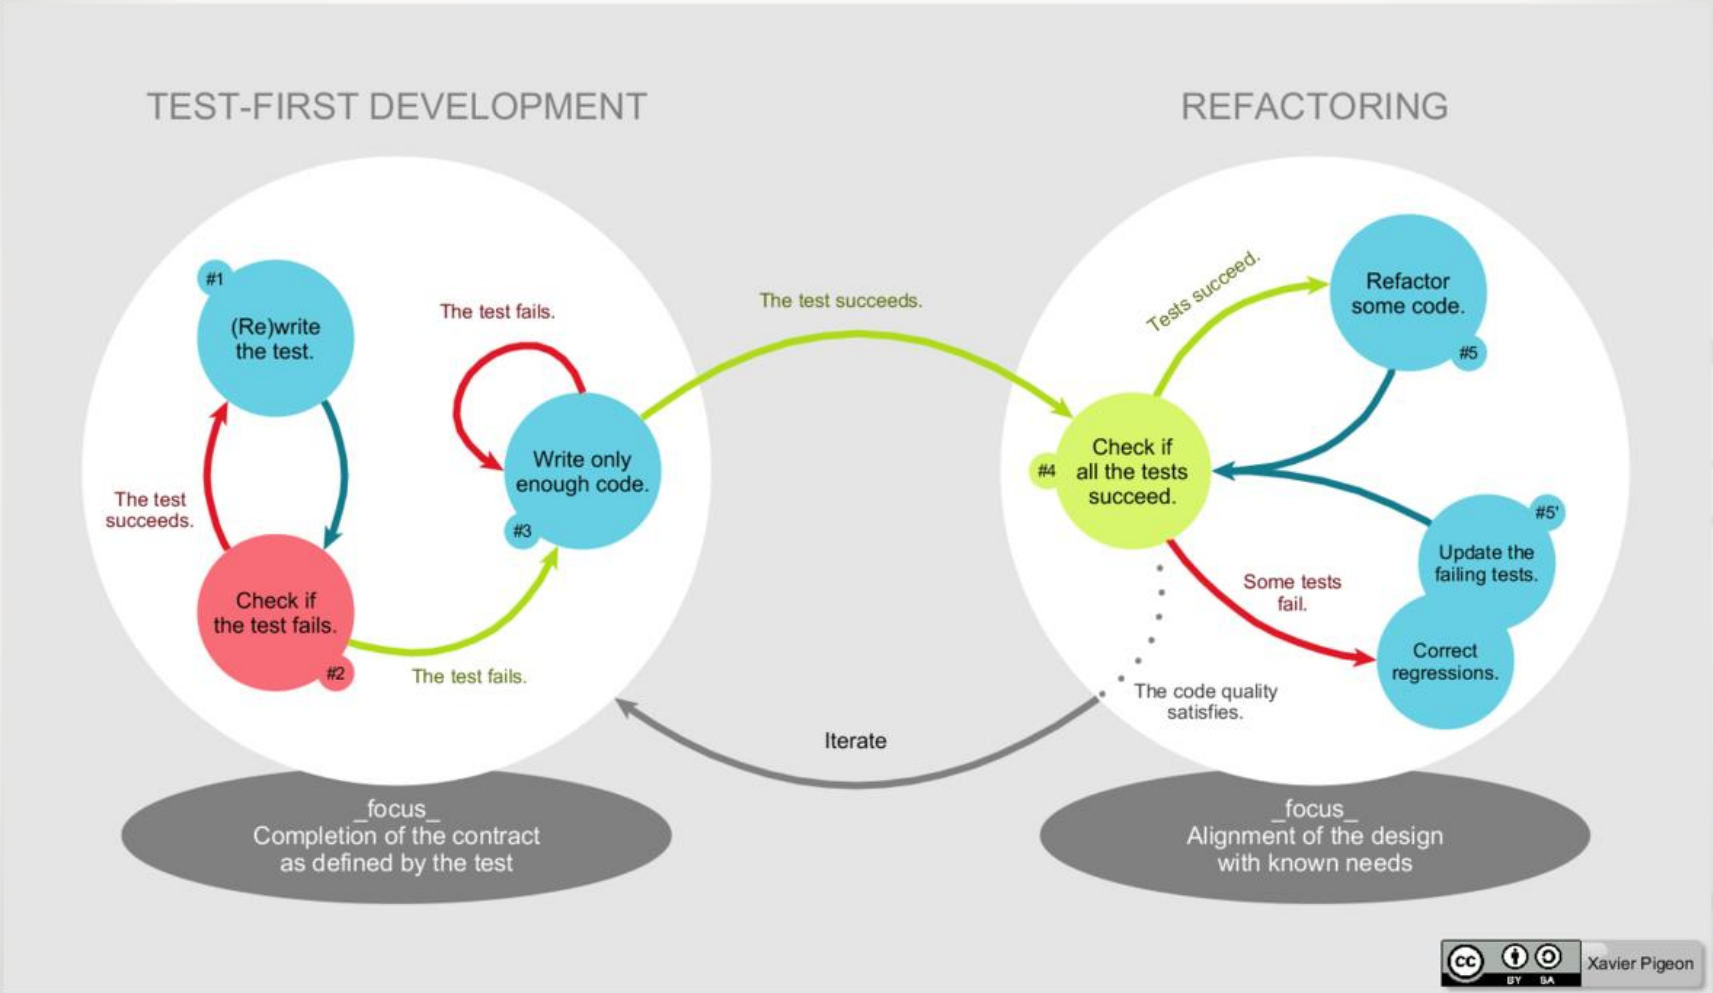 TEST-FIRST DEVELOPMENT
REFACTORING
#1
(Re)write
the test.
The test fails.
The test succeeds.
Tests succeed.
Refactor
some code.
#5
Write only
enough code.
#3
Check if
all the tests
succeed.
#4
The test
succeeds.
#5'
Update the
failing tests.
Some tests
fail.
Check if
the test fails.
#2
The test fails.
Correct
regressions.
The code quality
satisfies.
Iterate
_focus_
Completion of the contract
as defined by the test
_focus_
Alignment of the design
with known needs
cc
BY SA
Xavier Pigeon